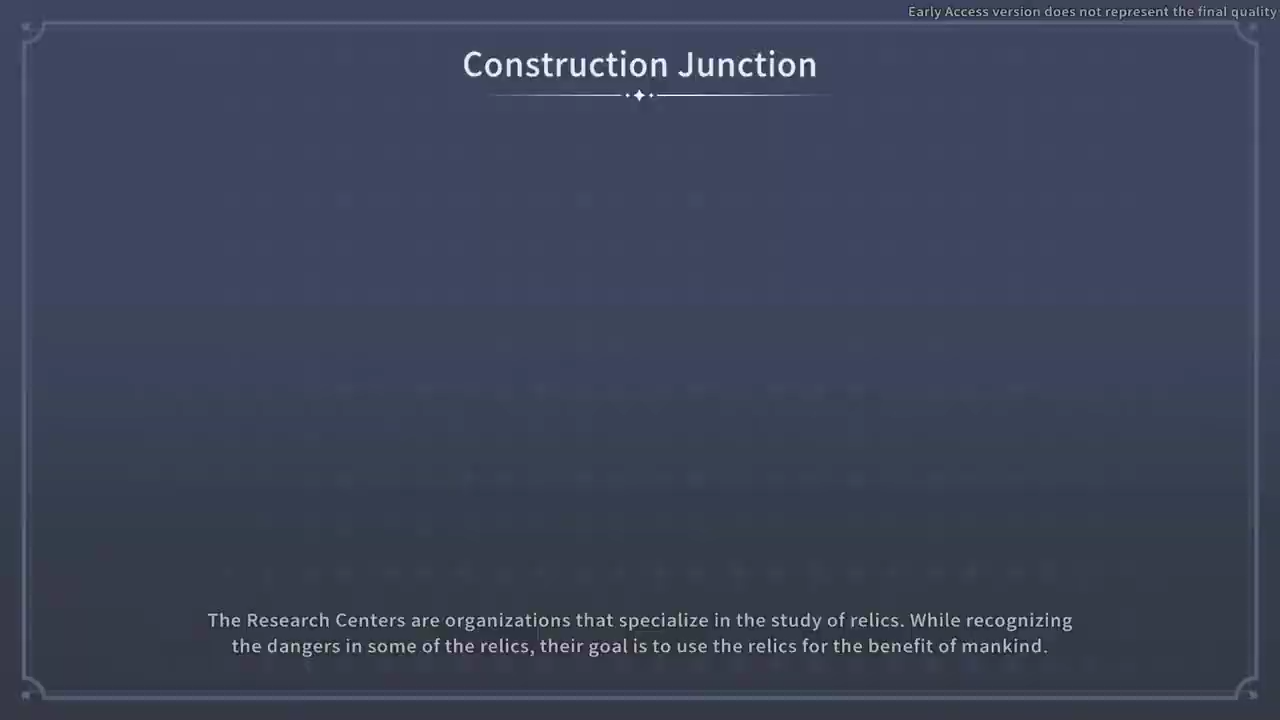 Early Access version does not represent the final quality
Construction Junction
The Research Centers are organizations that specialize in the study of relics. While recognizing
the dangers in some of the relics, their goal is to use the relics for the benefit of mankind.